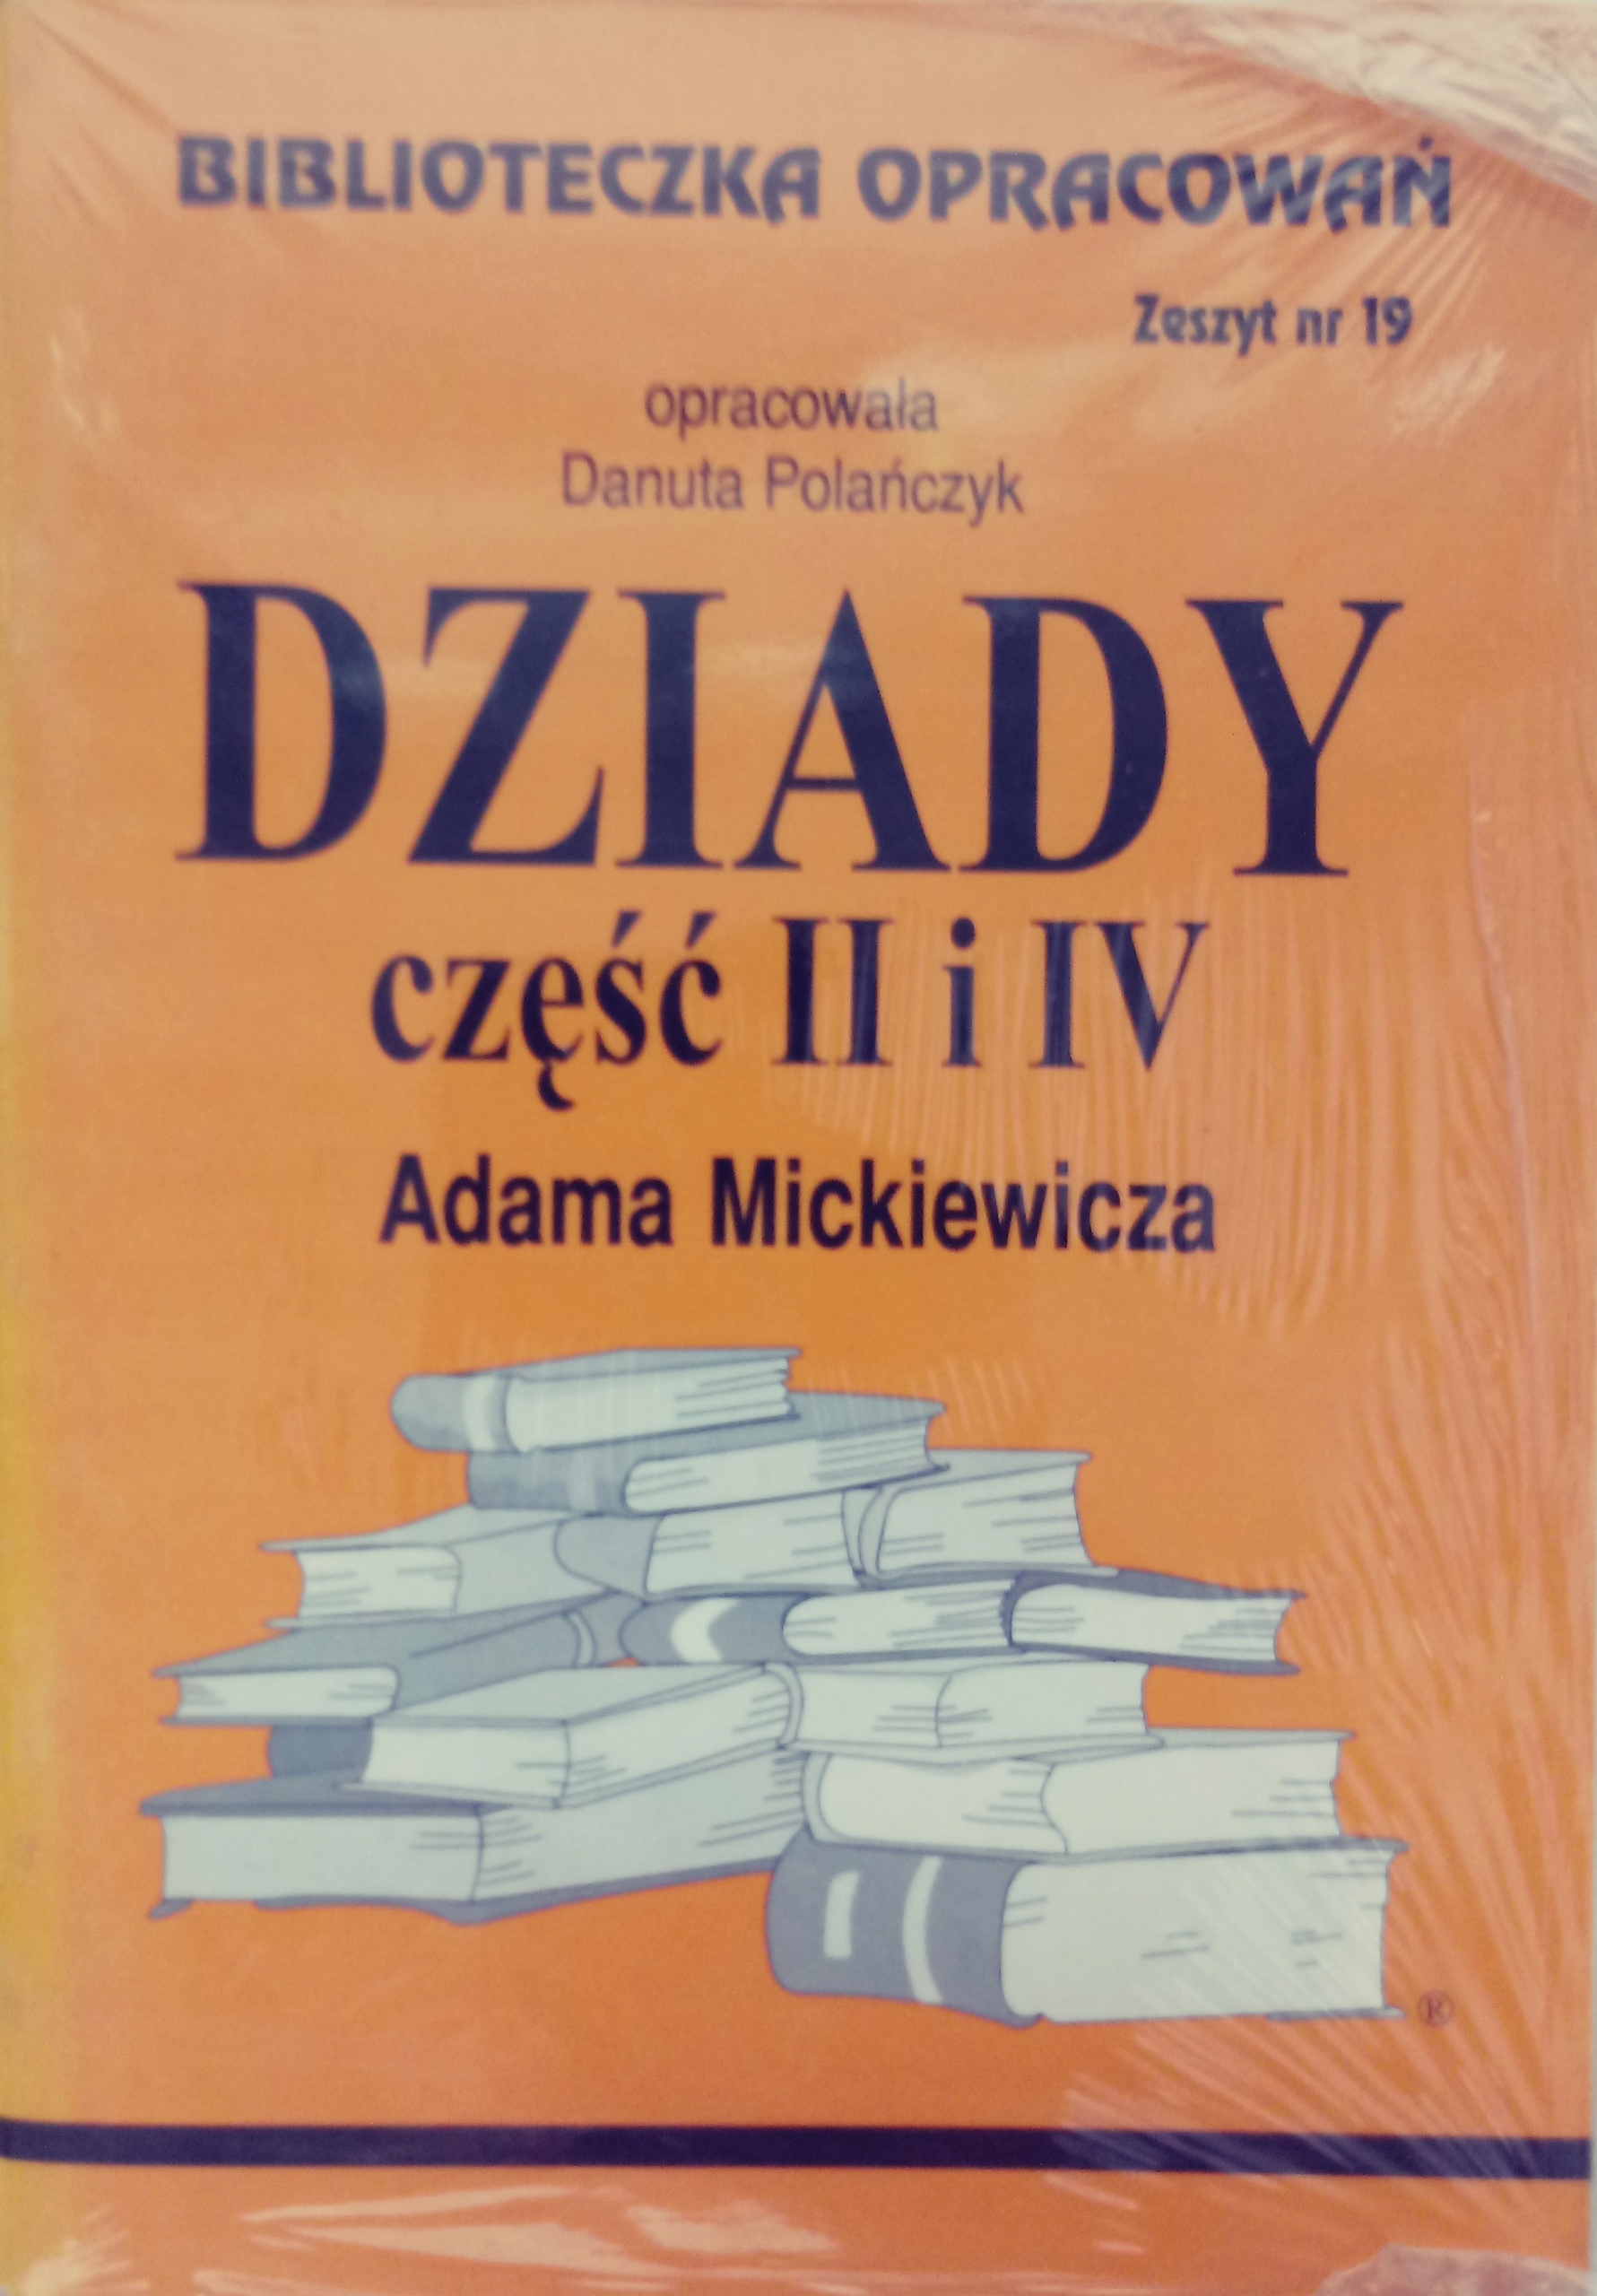 BIBLIOTECZKA OPRACOWAŃ
Zeszyt nr 19
opracowała
Danuta Polańczyk
DZIADY
część II i IV
Adama Mickiewicza
®